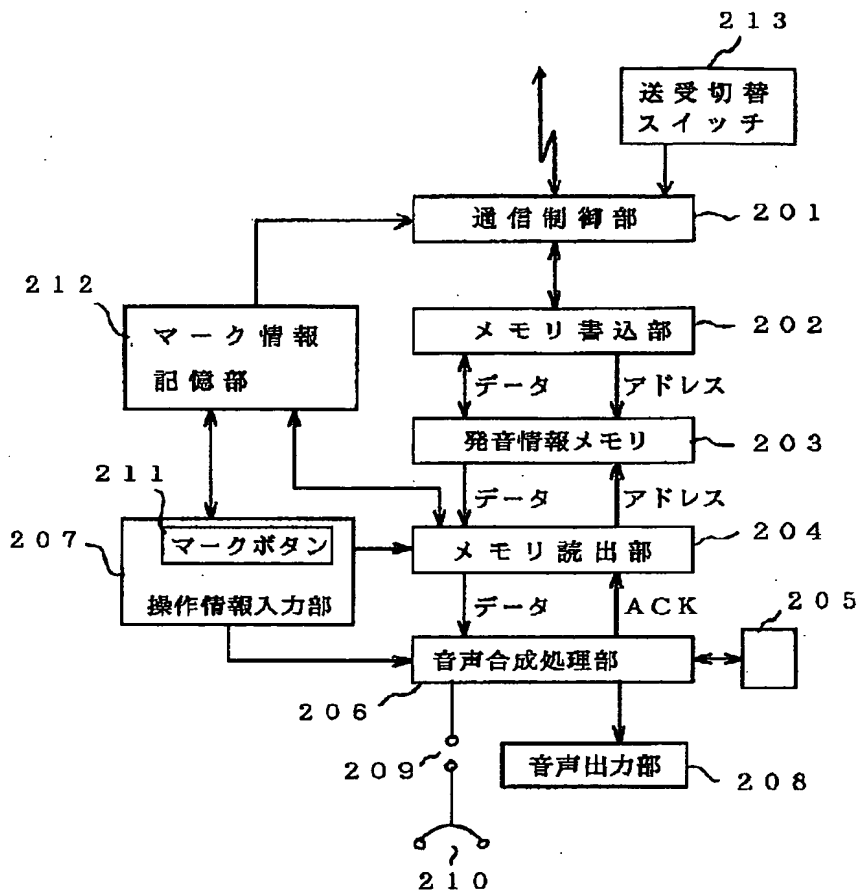 213
送受切替
スイッチ
通信制御部
201
212
マーク情報
記憶部
メモリ書込部
202
データ
アドレス
発音情報メモリ
203
211
データ
アドレス
207
マークボタン
メモリ読出部
204
操作情報入力部
データ
ACK
205
音声合成処理部
206
209
音声出力部
208
210